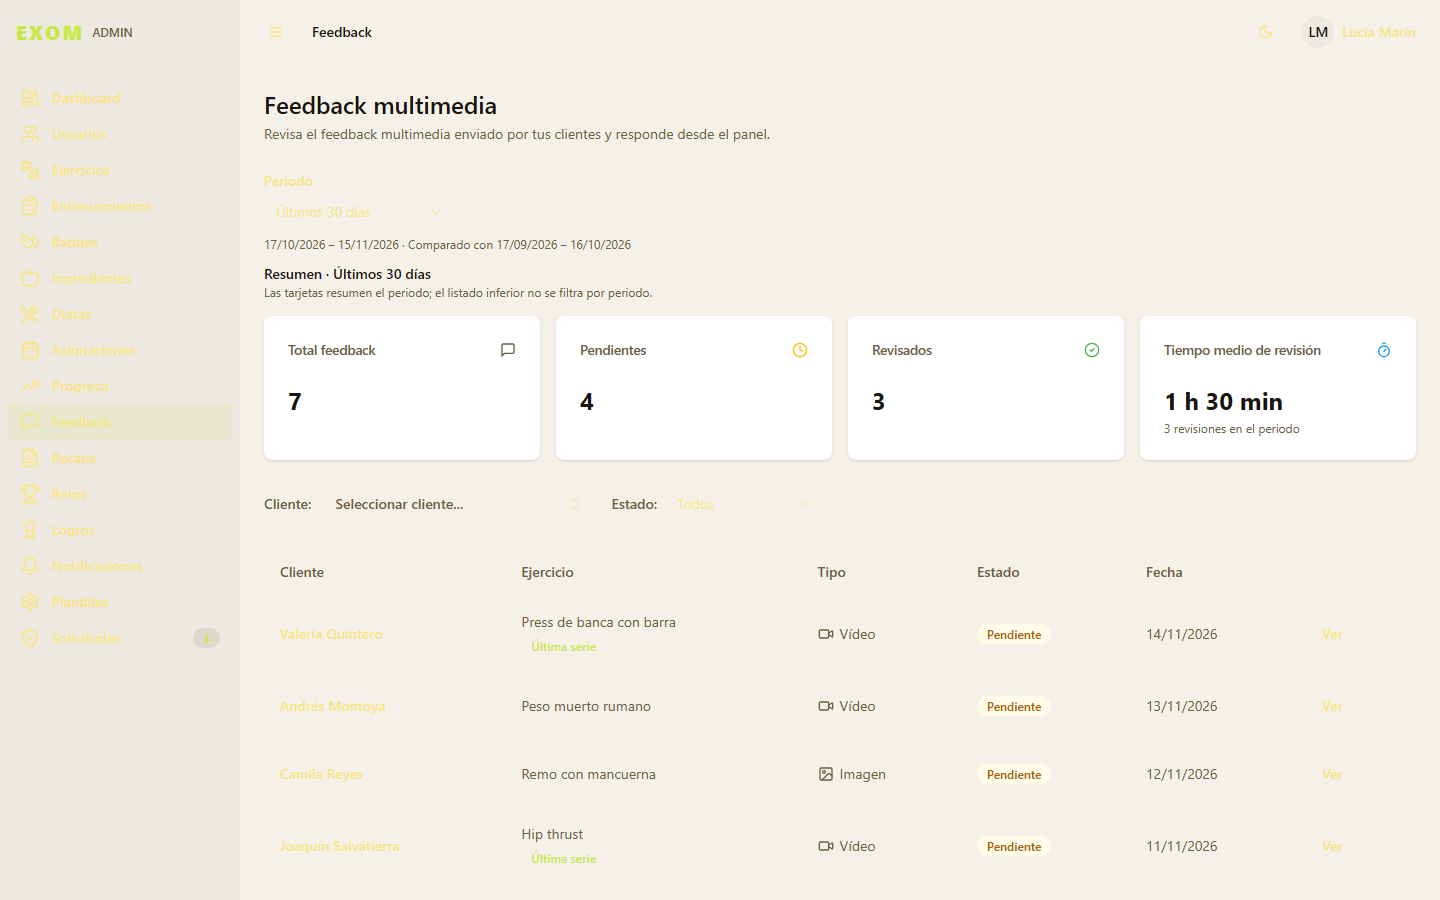 EXOM ADMIN
Dashboard
Usuarios
Ejercicios
Entrenamientos
Badges
Ingredientes
Dietas
Asignaciones
Progreso
Feedback
Recaps
Retos
Logros
Notificaciones
Plantillas
Solicitudes 4
Feedback
LM Lucía Marín
Feedback multimedia
Revisa el feedback multimedia enviado por tus clientes y responde desde el panel.
Periodo
Últimos 30 días
17/10/2026 – 15/11/2026 · Comparado con 17/09/2026 – 16/10/2026
Resumen · Últimos 30 días
Las tarjetas resumen el periodo; el listado inferior no se filtra por periodo.
Total feedback
7
Pendientes
4
Revisados
3
Tiempo medio de revisión
1 h 30 min
3 revisiones en el periodo
Cliente: Seleccionar cliente... Estado: Todos
Cliente Ejercicio Tipo Estado Fecha
Valeria Quintero Press de banca con barra Vídeo Pendiente 14/11/2026 Ver
Última serie
Andrés Montoya Peso muerto rumano Vídeo Pendiente 13/11/2026 Ver
Camila Reyes Remo con mancuerna Imagen Pendiente 12/11/2026 Ver
Joaquín Salvatierra Hip thrust Vídeo Pendiente 11/11/2026 Ver
Última serie